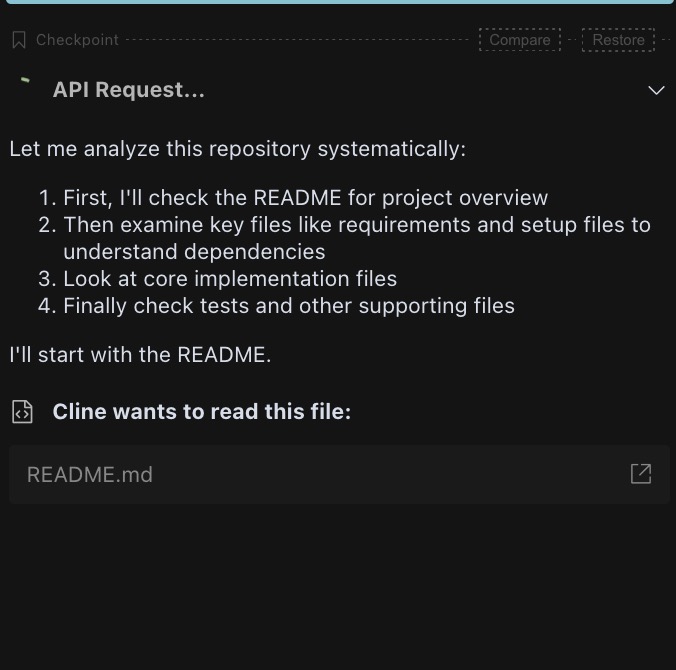 Checkpoint Compare Restore
API Request...
Let me analyze this repository systematically:
1. First, I'll check the README for project overview
2. Then examine key files like requirements and setup files to
understand dependencies
3. Look at core implementation files
4. Finally check tests and other supporting files
I'll start with the README.
Cline wants to read this file:
README.md